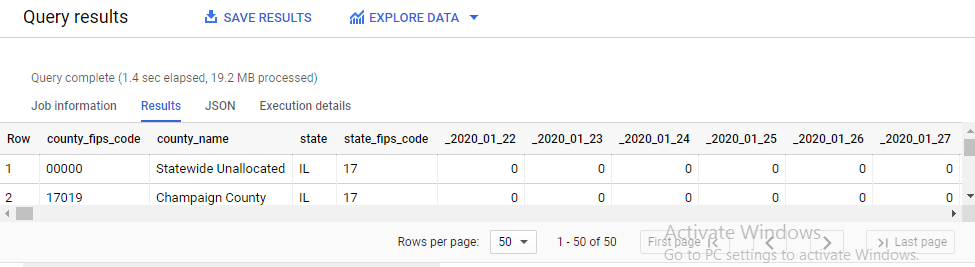 Query results SAVE RESULTS EXPLORE DATA
Query complete (1.4 sec elapsed, 19.2 MB processed)
Job information Results JSON Execution details
Row county_fips_code county_name state state_fips_code _2020_01_22 _2020_01_23 _2020_01_24 _2020_01_25 _2020_01_26 _2020_01_27
1 00000 Statewide Unallocated IL 17 0 0 0 0 0 0
2 17019 Champaign County IL 17 0 0 0 0 0 0
Rows per page: 50 1 - 50 of 50 First page Last page
Activate Windows
Go to PC settings to activate Windows.